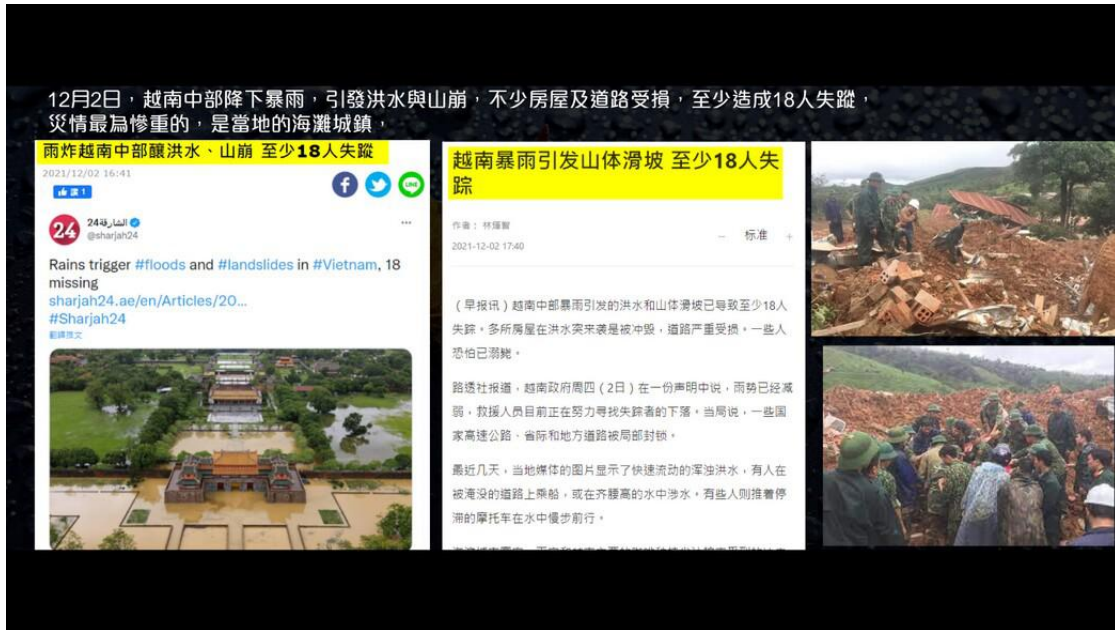 12月2日，越南中部降下暴雨，引發洪水與山崩，不少房屋及道路受損，至少造成18人失蹤，
災情最為慘重的，是當地的海灘城鎮，
雨炸越南中部釀洪水、山崩 至少18人失蹤
2021/12/02 16:41
讚 1
f
LINE
24 الشارقة24
@sharjah24
...
Rains trigger #floods and #landslides in #Vietnam, 18
missing
sharjah24.ae/en/Articles/20...
#Sharjah24
翻譯推文
越南暴雨引发山体滑坡 至少18人失
踪
作者： 林煇智
2021-12-02 17:40
－ 标准 +
（早报讯）越南中部暴雨引发的洪水和山体滑坡已导致至少18人
失踪。多所房屋在洪水突来袭是被冲毁，道路严重受损。一些人
恐怕已溺毙。
路透社报道，越南政府周四（2日）在一份声明中说，雨势已经减
弱，救援人员目前正在努力寻找失踪者的下落。当局说，一些国
家高速公路、省际和地方道路被局部封锁。
最近几天，当地媒体的图片显示了快速流动的浑浊洪水，有人在
被淹没的道路上乘船，或在齐腰高的水中涉水。有些人则推着停
滞的摩托车在水中慢步前行。